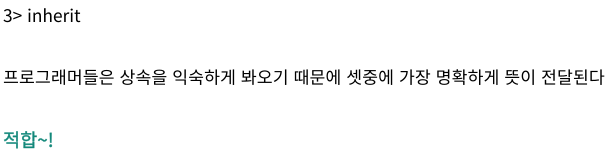 3> inherit
프로그래머들은 상속을 익숙하게 봐오기 때문에 셋중에 가장 명확하게 뜻이 전달된다
적합~!